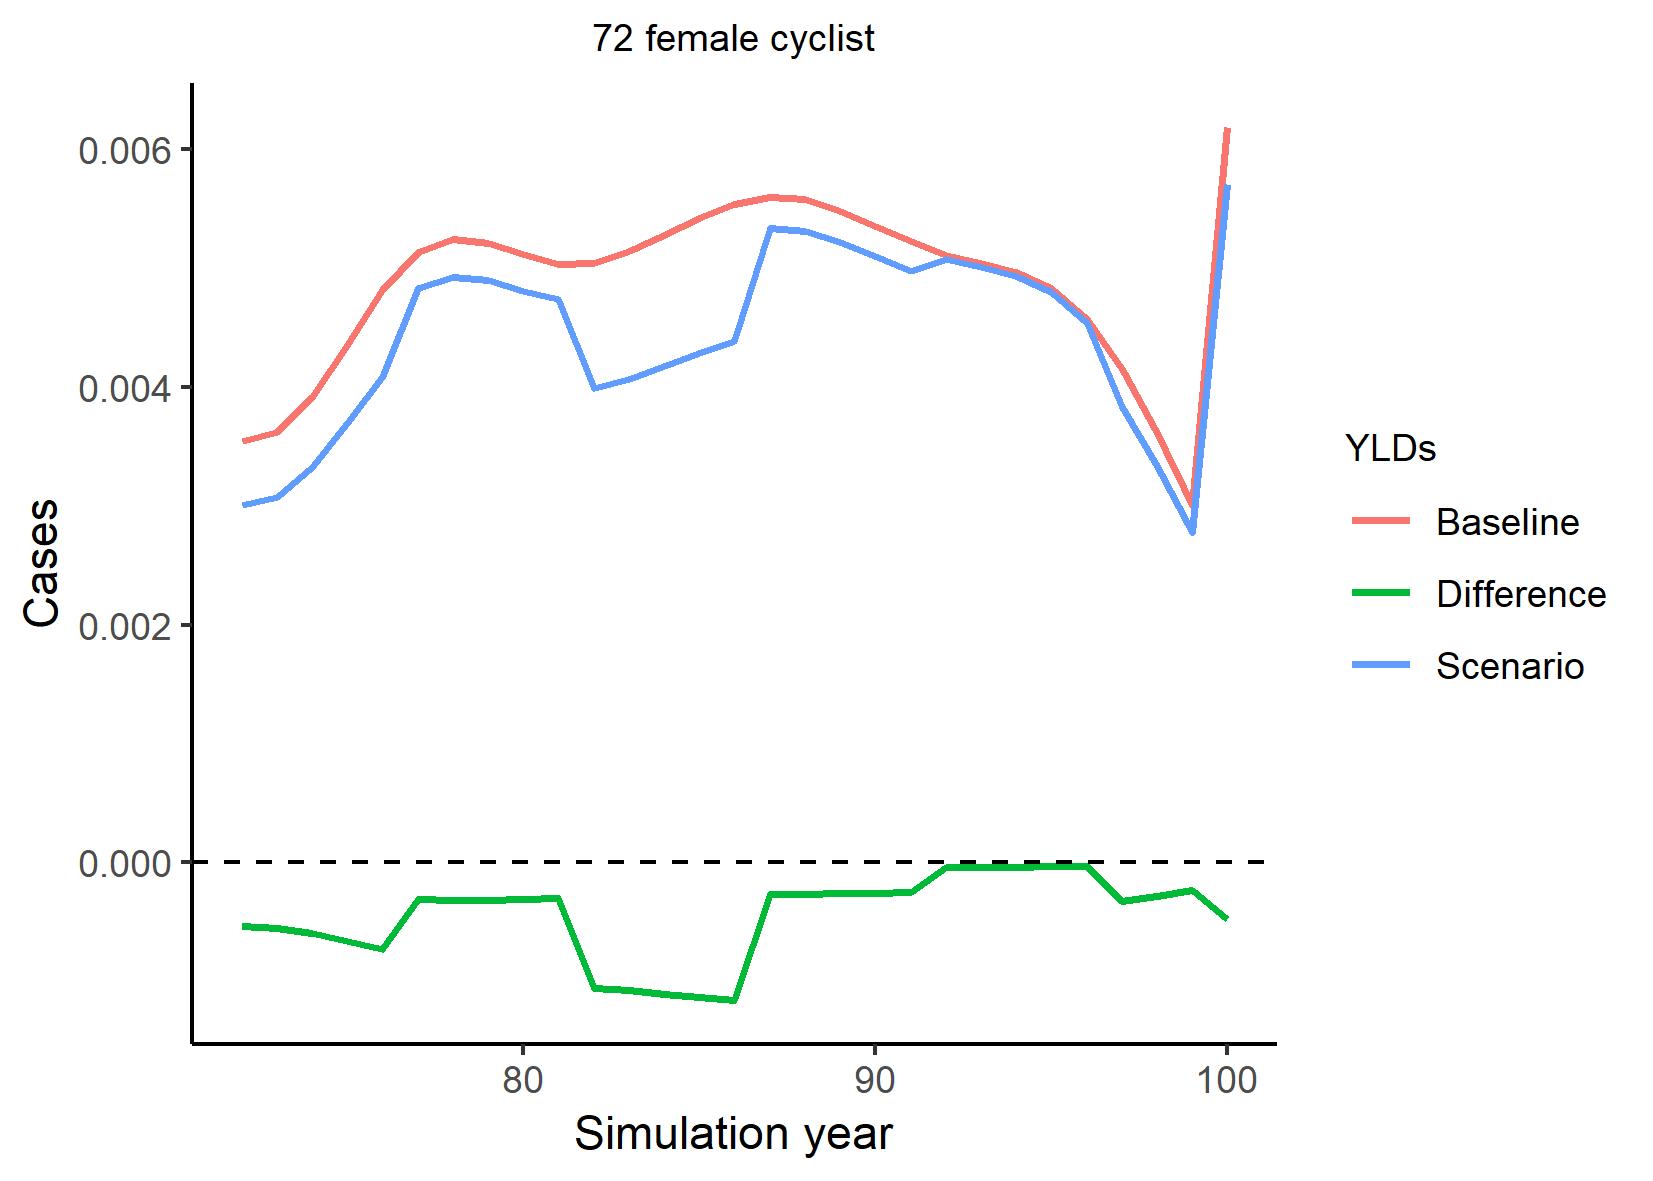 72 female cyclist
0.006
0.004
0.002
0.000
Cases
80 90 100
Simulation year
YLDs
Baseline
Difference
Scenario